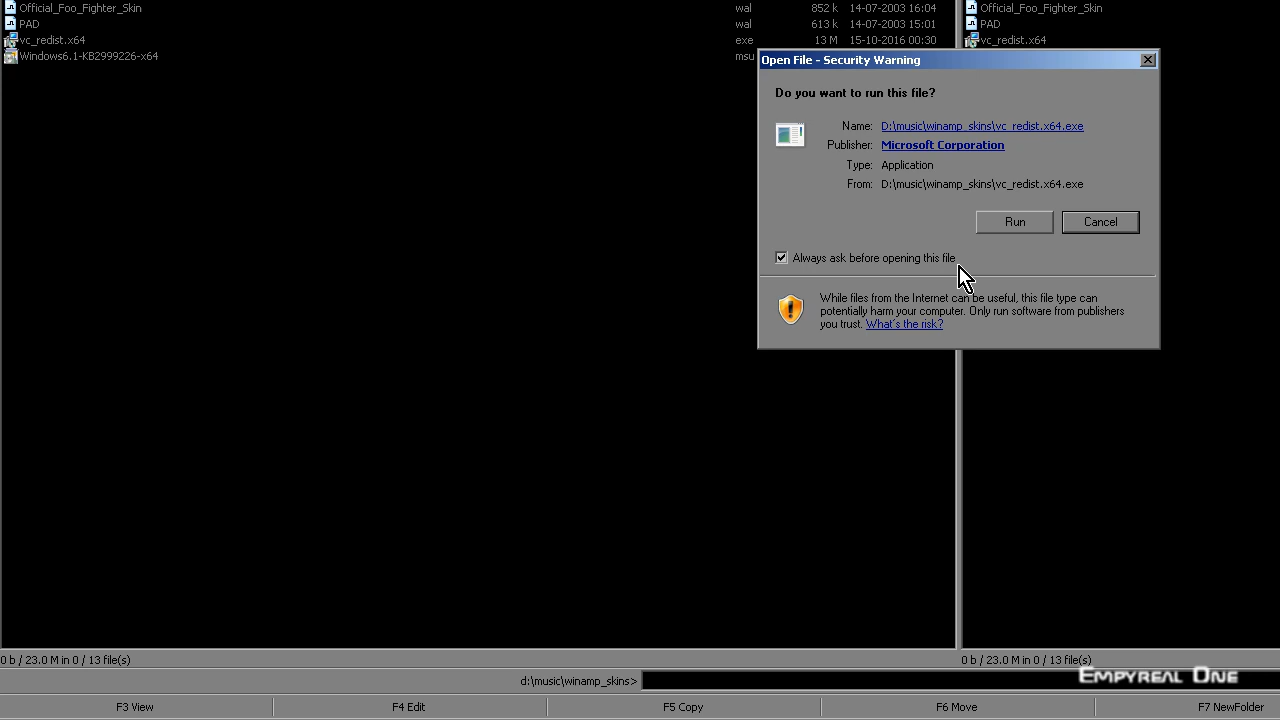 Official_Foo_Fighter_Skin wal 852 k 14-07-2003 16:04 Official_Foo_Fighter_Skin
PAD wal 613 k 14-07-2003 15:01 PAD
vc_redist.x64 exe 13 M 15-10-2016 00:30 vc_redist.x64
Windows6.1-KB2999226-x64 msu
Open File - Security Warning
Do you want to run this file?
Name: D:\music\winamp_skins\vc_redist.x64.exe
Publisher: Microsoft Corporation
Type: Application
From: D:\music\winamp_skins\vc_redist.x64.exe
Run Cancel
Always ask before opening this file
While files from the Internet can be useful, this file type can
potentially harm your computer. Only run software from publishers
you trust. What's the risk?
0 b / 23.0 M in 0 / 13 file(s) 0 b / 23.0 M in 0 / 13 file(s)
d:\music\winamp_skins>
Empyreal One
F3 View F4 Edit F5 Copy F6 Move F7 NewFolder